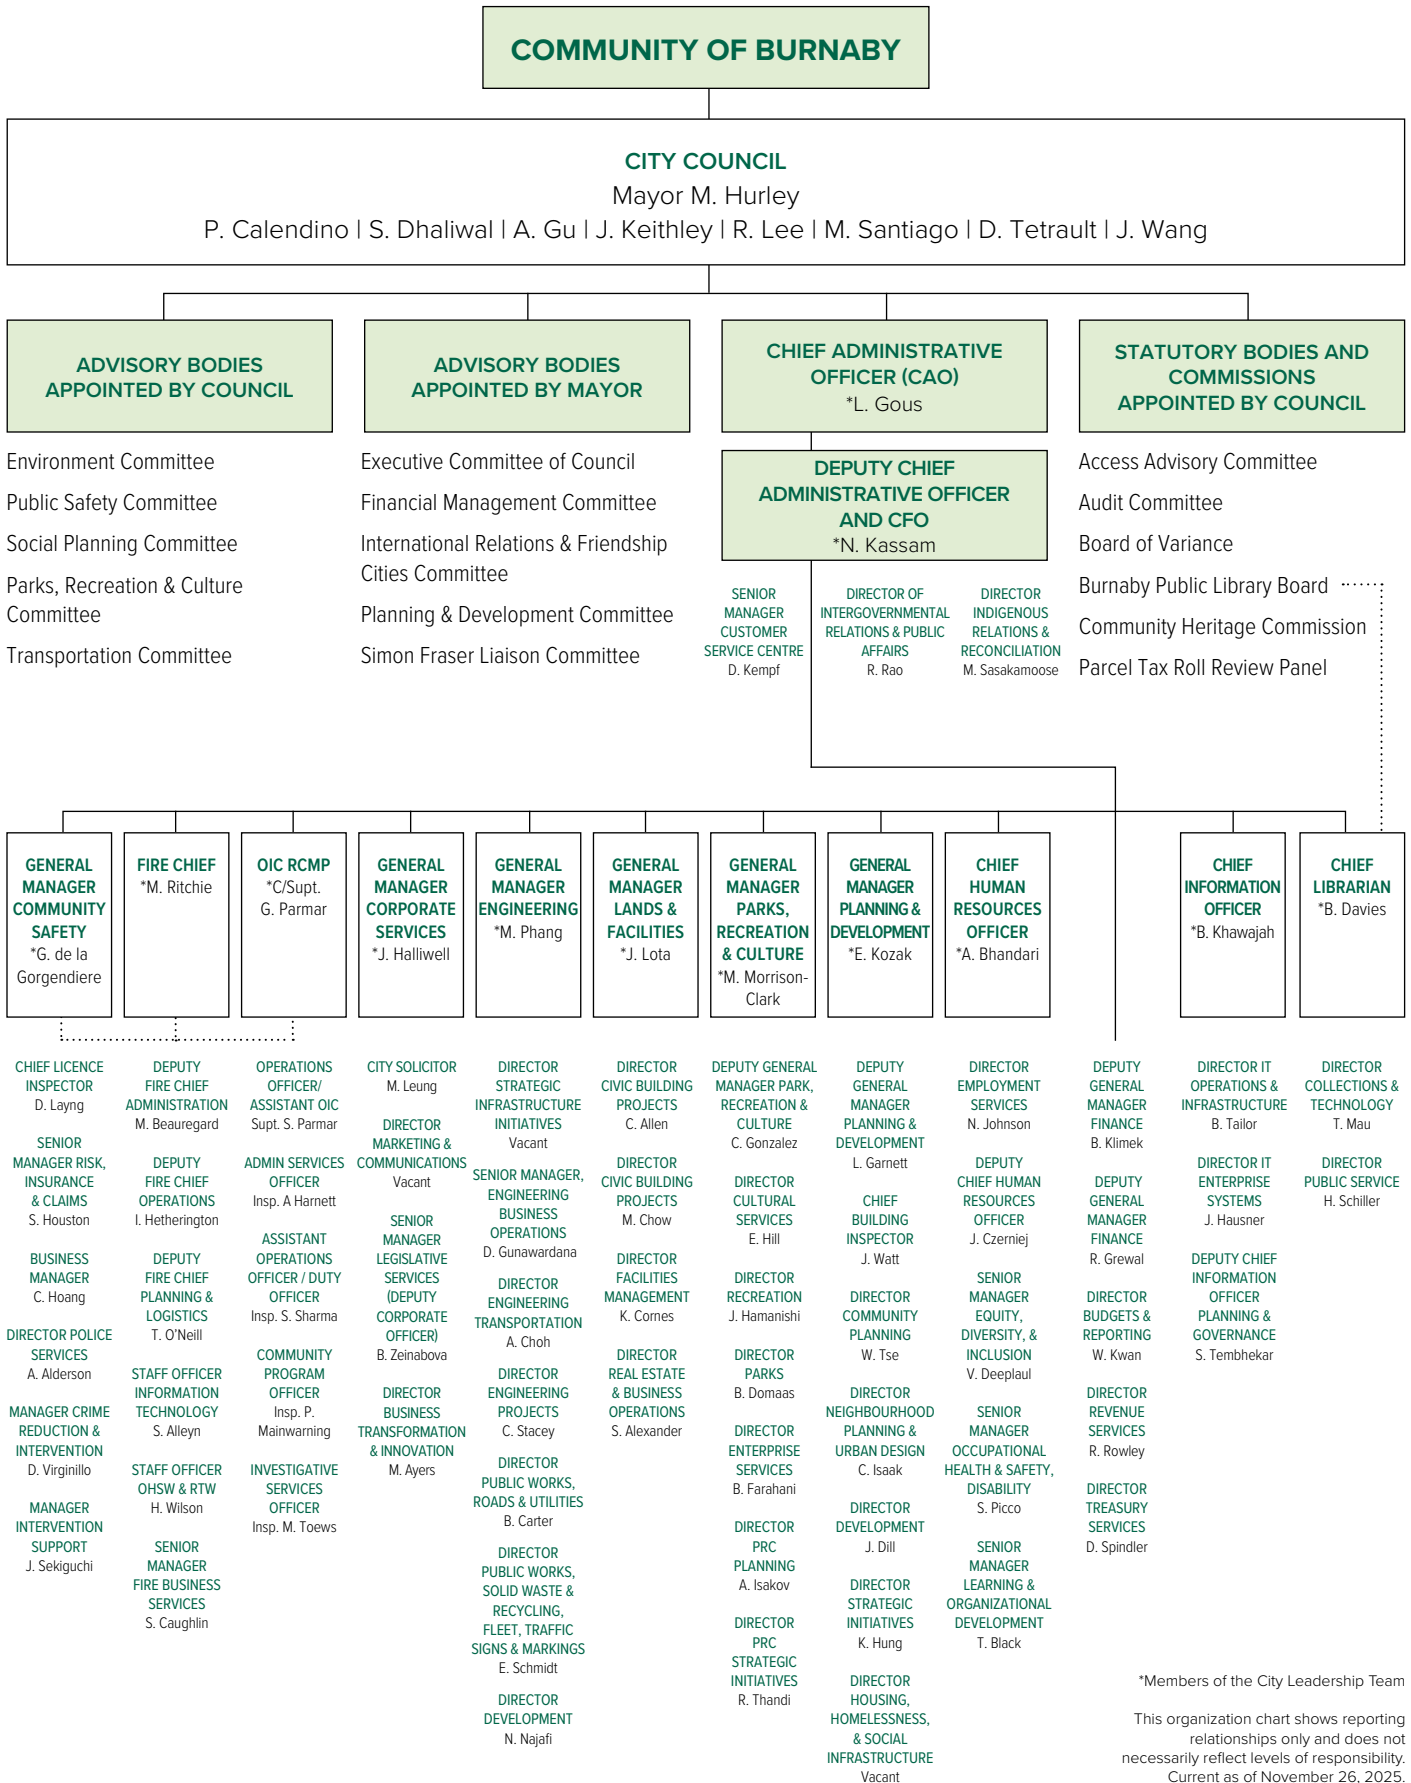 COMMUNITY OF BURNABY
CITY COUNCIL
Mayor M. Hurley
P. Calendino | S. Dhaliwal | A. Gu | J. Keithley | R. Lee | M. Santiago | D. Tetrault | J. Wang
ADVISORY BODIES
APPOINTED BY COUNCIL
Environment Committee
Public Safety Committee
Social Planning Committee
Parks, Recreation & Culture
Committee
Transportation Committee
ADVISORY BODIES
APPOINTED BY MAYOR
Executive Committee of Council
Financial Management Committee
International Relations & Friendship
Cities Committee
Planning & Development Committee
Simon Fraser Liaison Committee
CHIEF ADMINISTRATIVE
OFFICER (CAO)
*L. Gous
DEPUTY CHIEF
ADMINISTRATIVE OFFICER
AND CFO
*N. Kassam
SENIOR
MANAGER
CUSTOMER
SERVICE CENTRE
D. Kempf
DIRECTOR OF
INTERGOVERNMENTAL
RELATIONS & PUBLIC
AFFAIRS
R. Rao
DIRECTOR
INDIGENOUS
RELATIONS &
RECONCILIATION
M. Sasakamoose
STATUTORY BODIES AND
COMMISSIONS
APPOINTED BY COUNCIL
Access Advisory Committee
Audit Committee
Board of Variance
Burnaby Public Library Board
Community Heritage Commission
Parcel Tax Roll Review Panel
GENERAL
MANAGER
COMMUNITY
SAFETY
*G. de la
Gorgendiere
CHIEF LICENCE
INSPECTOR
D. Layng
SENIOR
MANAGER RISK,
INSURANCE
& CLAIMS
S. Houston
BUSINESS
MANAGER
C. Hoang
DIRECTOR POLICE
SERVICES
A. Alderson
MANAGER CRIME
REDUCTION &
INTERVENTION
D. Virginillo
MANAGER
INTERVENTION
SUPPORT
J. Sekiguchi
FIRE CHIEF
*M. Ritchie
DEPUTY
FIRE CHIEF
ADMINISTRATION
M. Beauregard
DEPUTY
FIRE CHIEF
OPERATIONS
I. Hetherington
DEPUTY
FIRE CHIEF
PLANNING &
LOGISTICS
T. O'Neill
STAFF OFFICER
INFORMATION
TECHNOLOGY
S. Alleyn
STAFF OFFICER
OHSW & RTW
H. Wilson
SENIOR
MANAGER
FIRE BUSINESS
SERVICES
S. Caughlin
OIC RCMP
*C/Supt.
G. Parmar
OPERATIONS
OFFICER/
ASSISTANT OIC
Supt. S. Parmar
ADMIN SERVICES
OFFICER
Insp. A Harnett
ASSISTANT
OPERATIONS
OFFICER / DUTY
OFFICER
Insp. S. Sharma
COMMUNITY
PROGRAM
OFFICER
Insp. P.
Mainwarning
INVESTIGATIVE
SERVICES
OFFICER
Insp. M. Toews
GENERAL
MANAGER
CORPORATE
SERVICES
*J. Halliwell
CITY SOLICITOR
M. Leung
DIRECTOR
MARKETING &
COMMUNICATIONS
Vacant
SENIOR
MANAGER
LEGISLATIVE
SERVICES
(DEPUTY
CORPORATE
OFFICER)
B. Zeinabova
DIRECTOR
BUSINESS
TRANSFORMATION
& INNOVATION
M. Ayers
GENERAL
MANAGER
ENGINEERING
*M. Phang
DIRECTOR
STRATEGIC
INFRASTRUCTURE
INITIATIVES
Vacant
SENIOR MANAGER,
ENGINEERING
BUSINESS
OPERATIONS
D. Gunawardana
DIRECTOR
ENGINEERING
TRANSPORTATION
A. Choh
DIRECTOR
ENGINEERING
PROJECTS
C. Stacey
DIRECTOR
PUBLIC WORKS,
ROADS & UTILITIES
B. Carter
DIRECTOR
PUBLIC WORKS,
SOLID WASTE &
RECYCLING,
FLEET, TRAFFIC
SIGNS & MARKINGS
E. Schmidt
DIRECTOR
DEVELOPMENT
N. Najafi
GENERAL
MANAGER
LANDS &
FACILITIES
*J. Lota
DIRECTOR
CIVIC BUILDING
PROJECTS
C. Allen
DIRECTOR
CIVIC BUILDING
PROJECTS
M. Chow
DIRECTOR
FACILITIES
MANAGEMENT
K. Cornes
DIRECTOR
REAL ESTATE
& BUSINESS
OPERATIONS
S. Alexander
GENERAL
MANAGER
PARKS,
RECREATION
& CULTURE
*M. Morrison-
Clark
DEPUTY GENERAL
MANAGER PARK,
RECREATION &
CULTURE
C. Gonzalez
DIRECTOR
CULTURAL
SERVICES
E. Hill
DIRECTOR
RECREATION
J. Hamanishi
DIRECTOR
PARKS
B. Domaas
DIRECTOR
ENTERPRISE
SERVICES
B. Farahani
DIRECTOR
PRC
PLANNING
A. Isakov
DIRECTOR
PRC
STRATEGIC
INITIATIVES
R. Thandi
GENERAL
MANAGER
PLANNING &
DEVELOPMENT
*E. Kozak
DEPUTY
GENERAL
MANAGER
PLANNING &
DEVELOPMENT
L. Garnett
CHIEF
BUILDING
INSPECTOR
J. Watt
DIRECTOR
COMMUNITY
PLANNING
W. Tse
DIRECTOR
NEIGHBOURHOOD
PLANNING &
URBAN DESIGN
C. Isaak
DIRECTOR
DEVELOPMENT
J. Dill
DIRECTOR
STRATEGIC
INITIATIVES
K. Hung
DIRECTOR
HOUSING,
HOMELESSNESS,
& SOCIAL
INFRASTRUCTURE
Vacant
CHIEF
HUMAN
RESOURCES
OFFICER
*A. Bhandari
DIRECTOR
EMPLOYMENT
SERVICES
N. Johnson
DEPUTY
CHIEF HUMAN
RESOURCES
OFFICER
J. Czerniej
SENIOR
MANAGER
EQUITY,
DIVERSITY, &
INCLUSION
V. Deeplaul
SENIOR
MANAGER
OCCUPATIONAL
HEALTH & SAFETY,
DISABILITY
S. Picco
SENIOR
MANAGER
LEARNING &
ORGANIZATIONAL
DEVELOPMENT
T. Black
DEPUTY
GENERAL
MANAGER
FINANCE
B. Klimek
DEPUTY
GENERAL
MANAGER
FINANCE
R. Grewal
DIRECTOR
BUDGETS &
REPORTING
W. Kwan
DIRECTOR
REVENUE
SERVICES
R. Rowley
DIRECTOR
TREASURY
SERVICES
D. Spindler
CHIEF
INFORMATION
OFFICER
*B. Khawajah
DIRECTOR IT
OPERATIONS &
INFRASTRUCTURE
B. Tailor
DIRECTOR IT
ENTERPRISE
SYSTEMS
J. Hausner
DEPUTY CHIEF
INFORMATION
OFFICER
PLANNING &
GOVERNANCE
S. Tembhekar
CHIEF
LIBRARIAN
*B. Davies
DIRECTOR
COLLECTIONS &
TECHNOLOGY
T. Mau
DIRECTOR
PUBLIC SERVICE
H. Schiller
*Members of the City Leadership Team
This organization chart shows reporting
relationships only and does not
necessarily reflect levels of responsibility.
Current as of November 26, 2025.